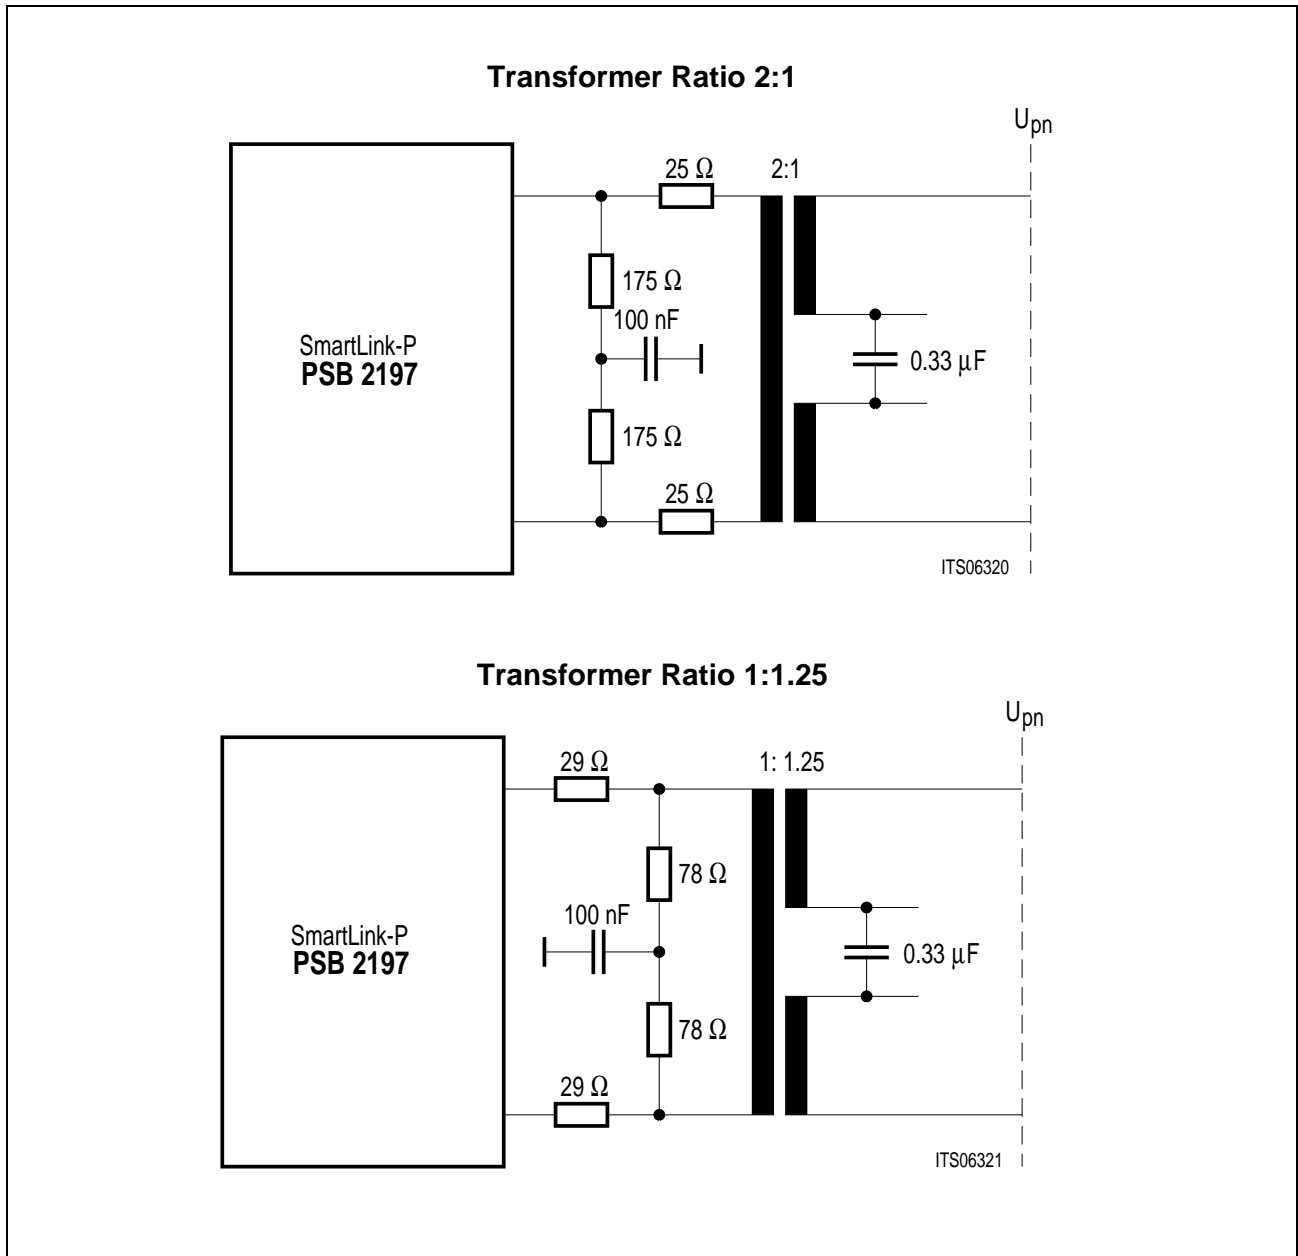 Transformer Ratio 2:1
Upn
25 Ω
2:1
175 Ω
100 nF
SmartLink-P
PSB 2197
0.33 µF
175 Ω
25 Ω
ITS06320
Transformer Ratio 1:1.25
Upn
29 Ω
1: 1.25
78 Ω
100 nF
SmartLink-P
PSB 2197
0.33 µF
78 Ω
29 Ω
ITS06321